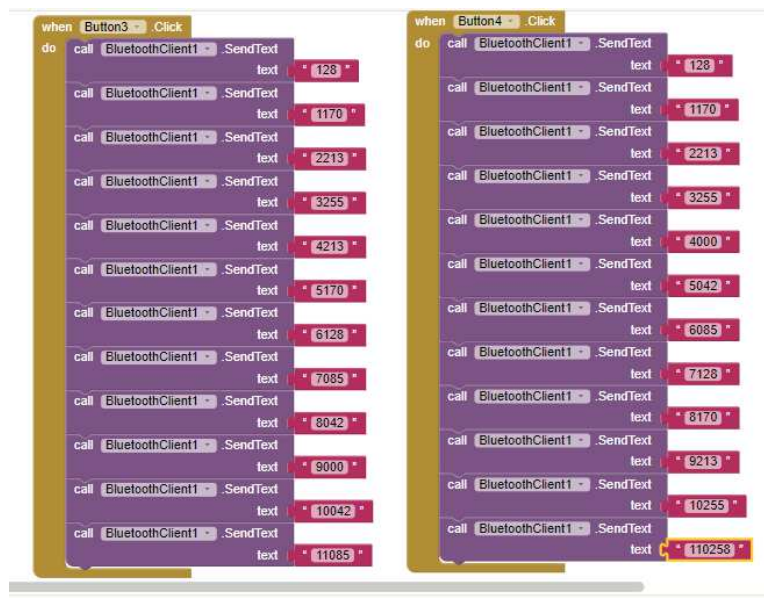 when Button3 .Click
do call BluetoothClient1 .SendText
text " 128 "
call BluetoothClient1 .SendText
text " 1170 "
call BluetoothClient1 .SendText
text " 2213 "
call BluetoothClient1 .SendText
text " 3255 "
call BluetoothClient1 .SendText
text " 4213 "
call BluetoothClient1 .SendText
text " 5170 "
call BluetoothClient1 .SendText
text " 6128 "
call BluetoothClient1 .SendText
text " 7085 "
call BluetoothClient1 .SendText
text " 8042 "
call BluetoothClient1 .SendText
text " 9000 "
call BluetoothClient1 .SendText
text " 10042 "
call BluetoothClient1 .SendText
text " 11085 "
when Button4 .Click
do call BluetoothClient1 .SendText
text " 128 "
call BluetoothClient1 .SendText
text " 1170 "
call BluetoothClient1 .SendText
text " 2213 "
call BluetoothClient1 .SendText
text " 3255 "
call BluetoothClient1 .SendText
text " 4000 "
call BluetoothClient1 .SendText
text " 5042 "
call BluetoothClient1 .SendText
text " 6085 "
call BluetoothClient1 .SendText
text " 7128 "
call BluetoothClient1 .SendText
text " 8170 "
call BluetoothClient1 .SendText
text " 9213 "
call BluetoothClient1 .SendText
text " 10255 "
call BluetoothClient1 .SendText
text " 110258 "